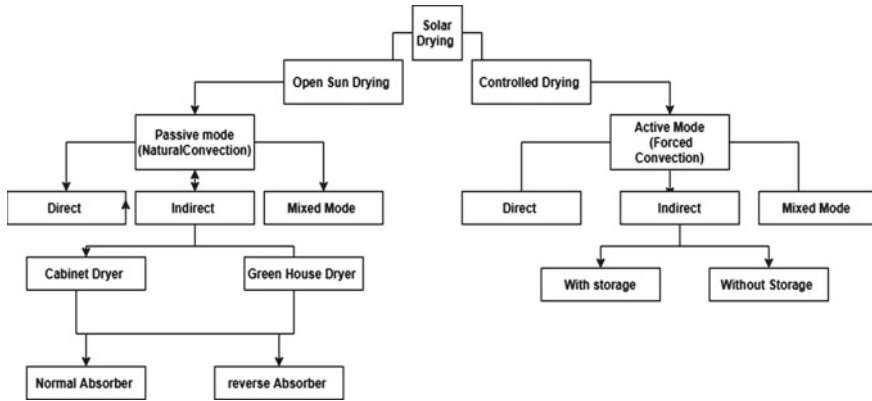 Solar
Drying
Open Sun Drying
Controlled Drying
Passive mode
(NaturalConvection)
Active Mode
(Forced
Convection)
Direct
Indirect
Mixed Mode
Direct
Indirect
Mixed Mode
Cabinet Dryer
Green House Dryer
With storage
Without Storage
Normal Absorber
reverse Absorber